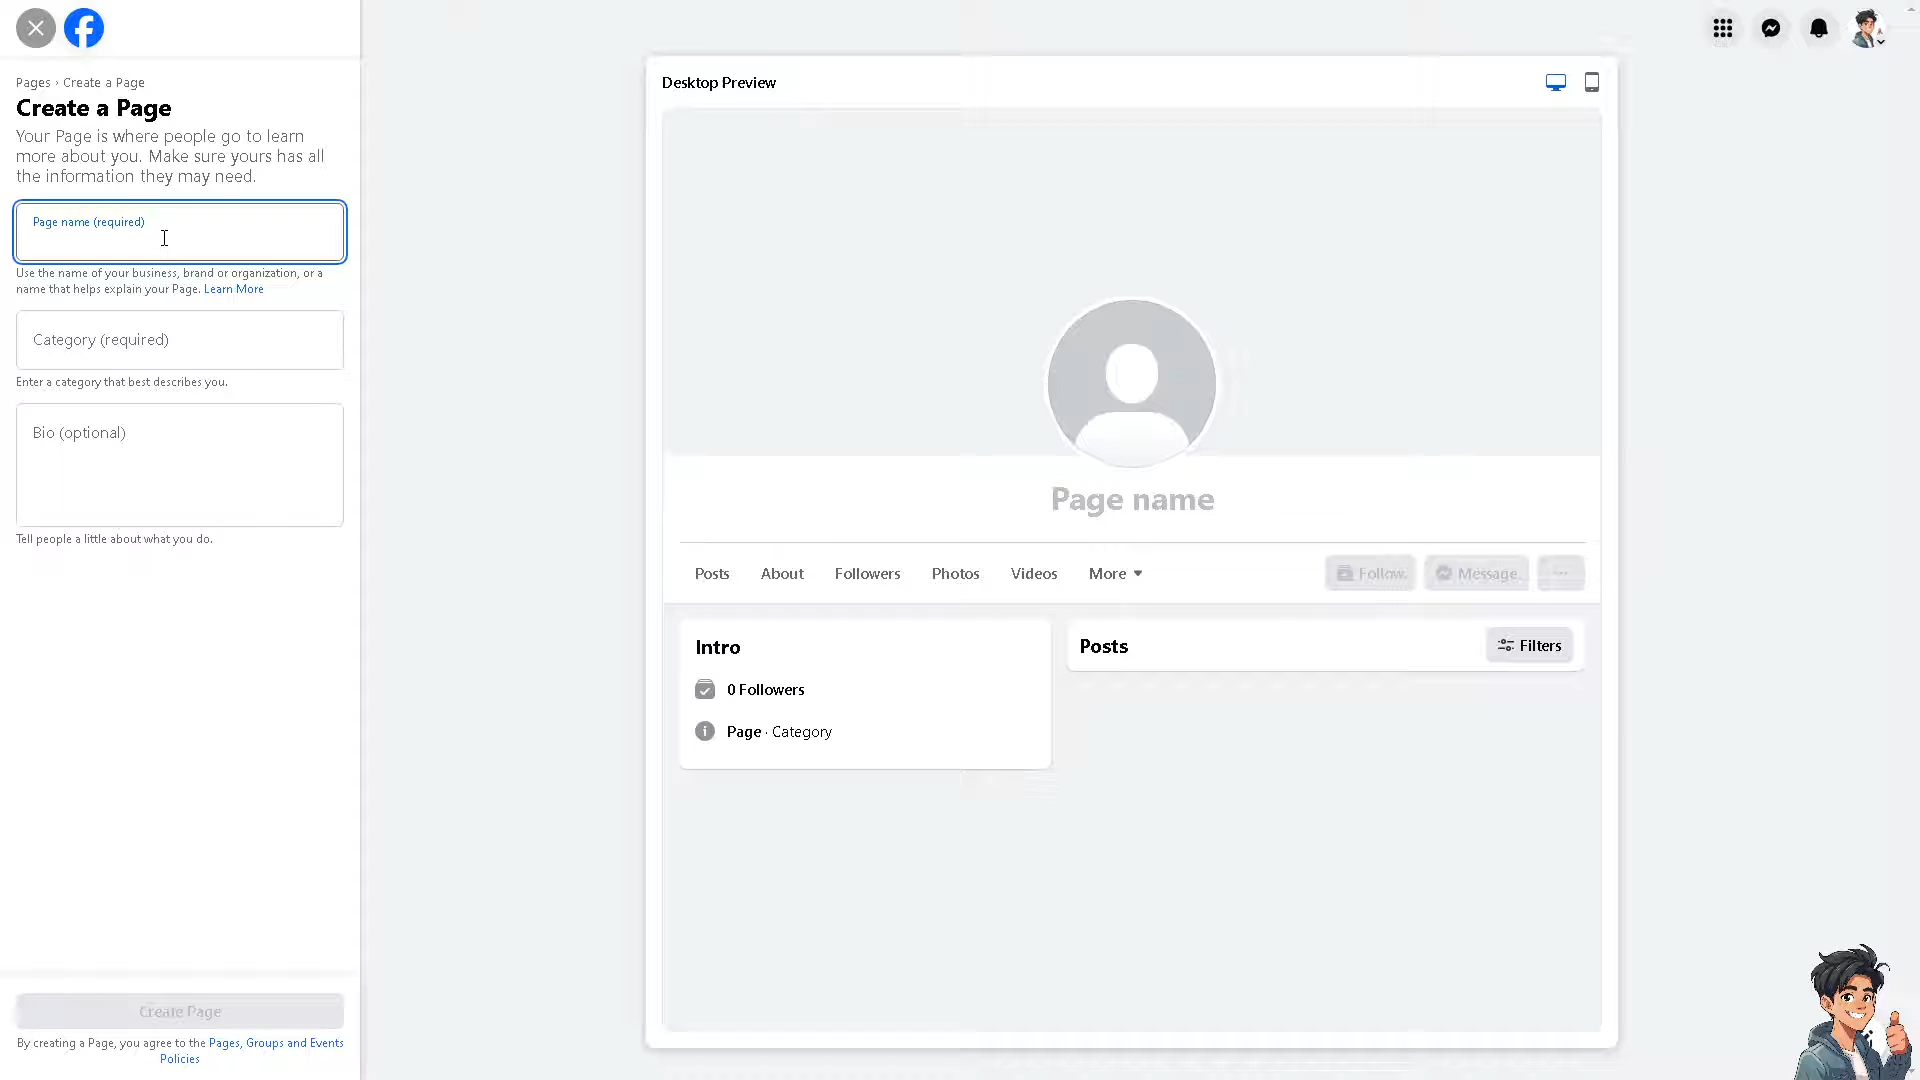 Pages › Create a Page
Create a Page
Your Page is where people go to learn
more about you. Make sure yours has all
the information they may need.
Page name (required)
Use the name of your business, brand or organization, or a
name that helps explain your Page. Learn More
Category (required)
Enter a category that best describes you.
Bio (optional)
Tell people a little about what you do.
Create Page
By creating a Page, you agree to the Pages, Groups and Events
Policies
Desktop Preview
Page name
Posts About Followers Photos Videos More Follow Message
Intro
0 Followers
Page · Category
Posts
Filters